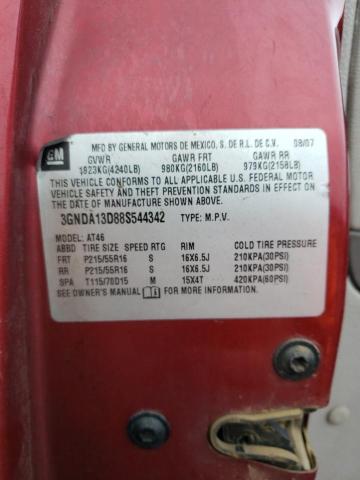 GM
MFD BY GENERAL MOTORS DE MEXICO, S. DE R.L. DE C.V. 08/07
GVWR GAWR FRT GAWR RR
1923KG(4240LB) 980KG(2160LB) 979KG(2158LB)
THIS VEHICLE CONFORMS TO ALL APPLICABLE U.S. FEDERAL MOTOR
VEHICLE SAFETY AND THEFT PREVENTION STANDARDS IN EFFECT ON
THE DATE OF MANUFACTURE SHOWN ABOVE.
3GNDA13D88S544342 TYPE: M.P.V.
MODEL: AT46
ABBD TIRE SIZE SPEED RTG RIM COLD TIRE PRESSURE
FRT P215/55R16 S 16X6.5J 210KPA(30PSI)
RR P215/55R16 S 16X6.5J 210KPA(30PSI)
SPA T115/70D15 M 15X4T 420KPA(60PSI)
SEE OWNER'S MANUAL FOR MORE INFORMATION.